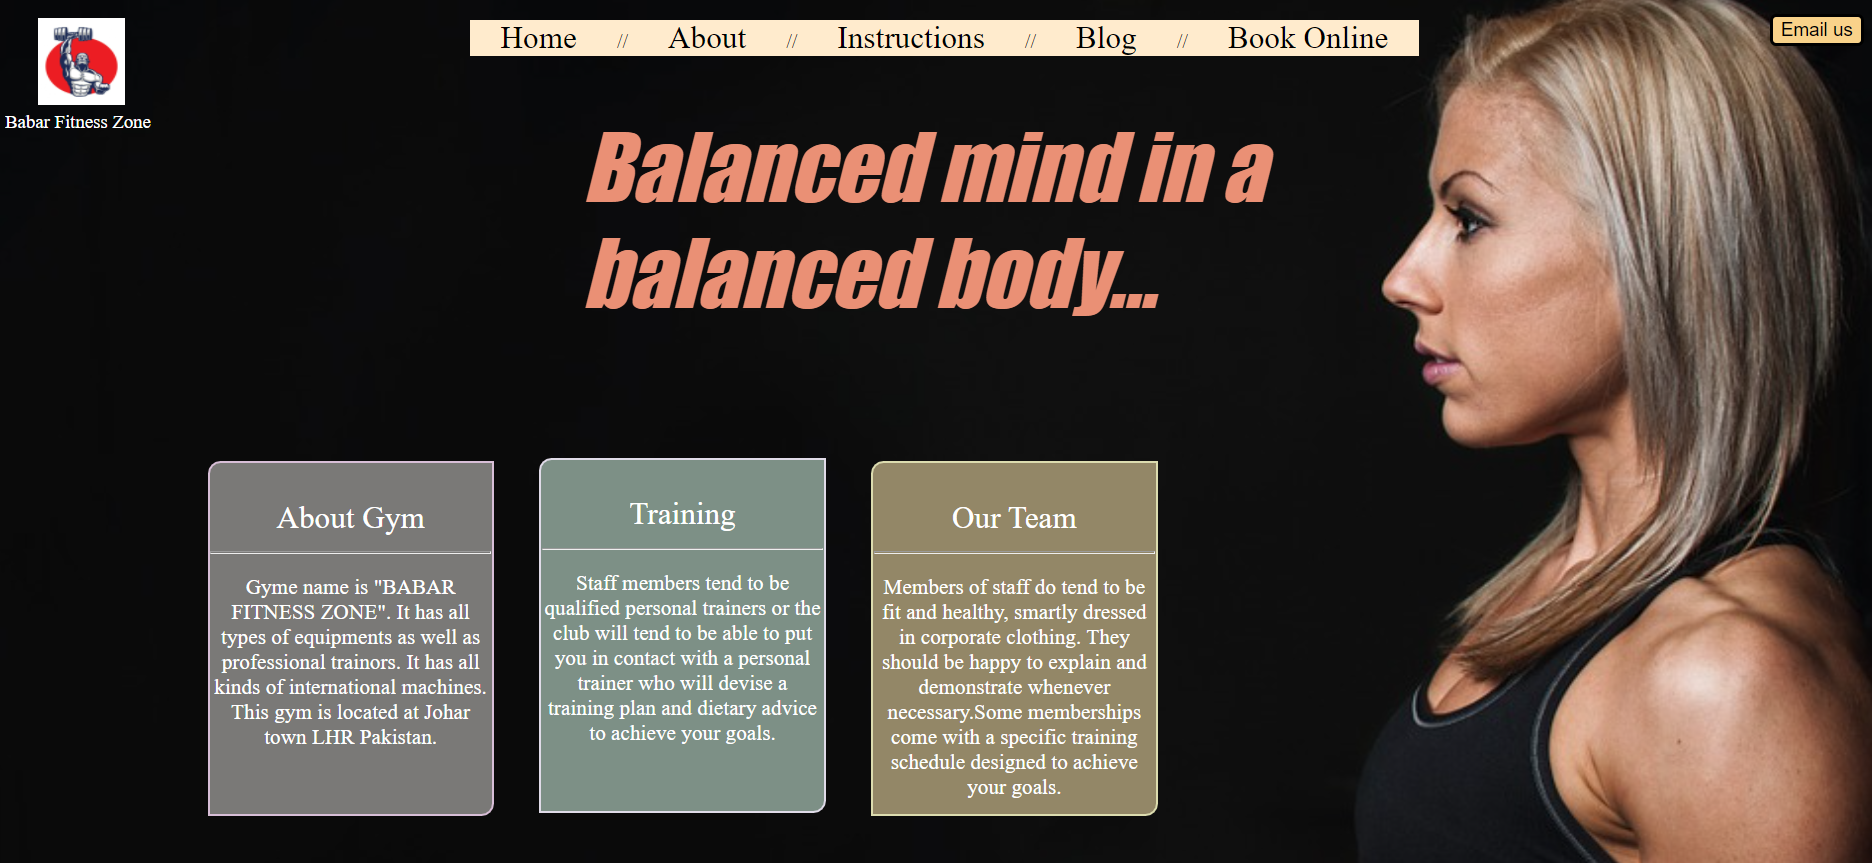 Babar Fitness Zone
Home // About // Instructions // Blog // Book Online
Email us
Balanced mind in a
balanced body...
About Gym
Gyme name is "BABAR
FITNESS ZONE". It has all
types of equipments as well as
professional trainors. It has all
kinds of international machines.
This gym is located at Johar
town LHR Pakistan.
Training
Staff members tend to be
qualified personal trainers or the
club will tend to be able to put
you in contact with a personal
trainer who will devise a
training plan and dietary advice
to achieve your goals.
Our Team
Members of staff do tend to be
fit and healthy, smartly dressed
in corporate clothing. They
should be happy to explain and
demonstrate whenever
necessary.Some memberships
come with a specific training
schedule designed to achieve
your goals.